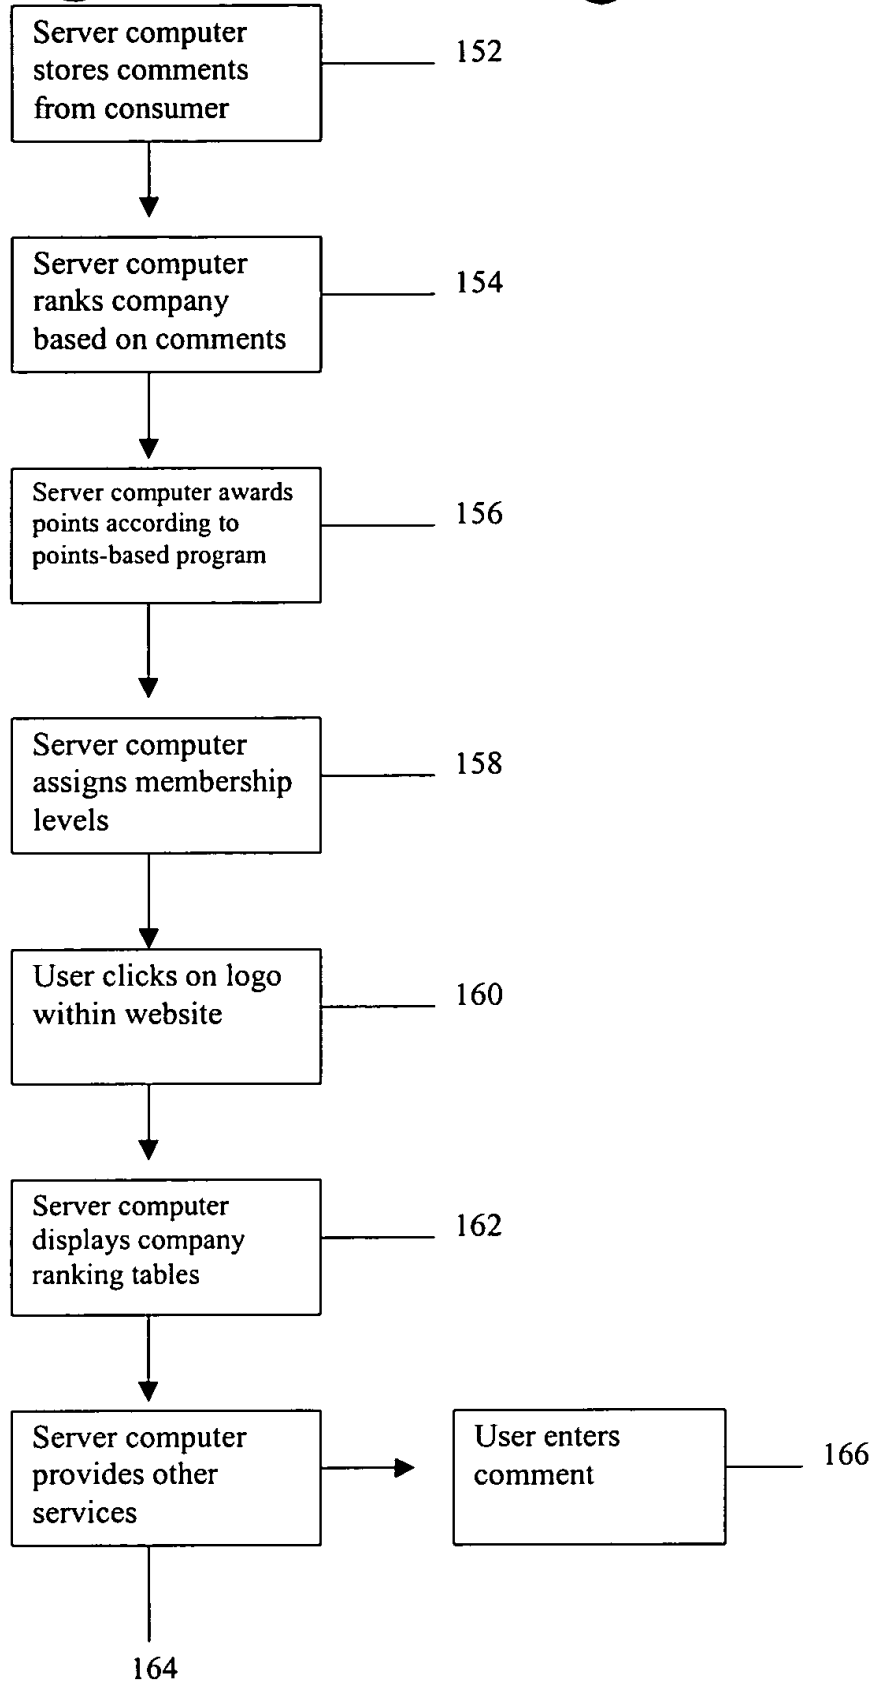 Server computer
stores comments
from consumer
152
Server computer
ranks company
based on comments
154
Server computer awards
points according to
points-based program
156
Server computer
assigns membership
levels
158
User clicks on logo
within website
160
Server computer
displays company
ranking tables
162
Server computer
provides other
services
User enters
comment
166
164